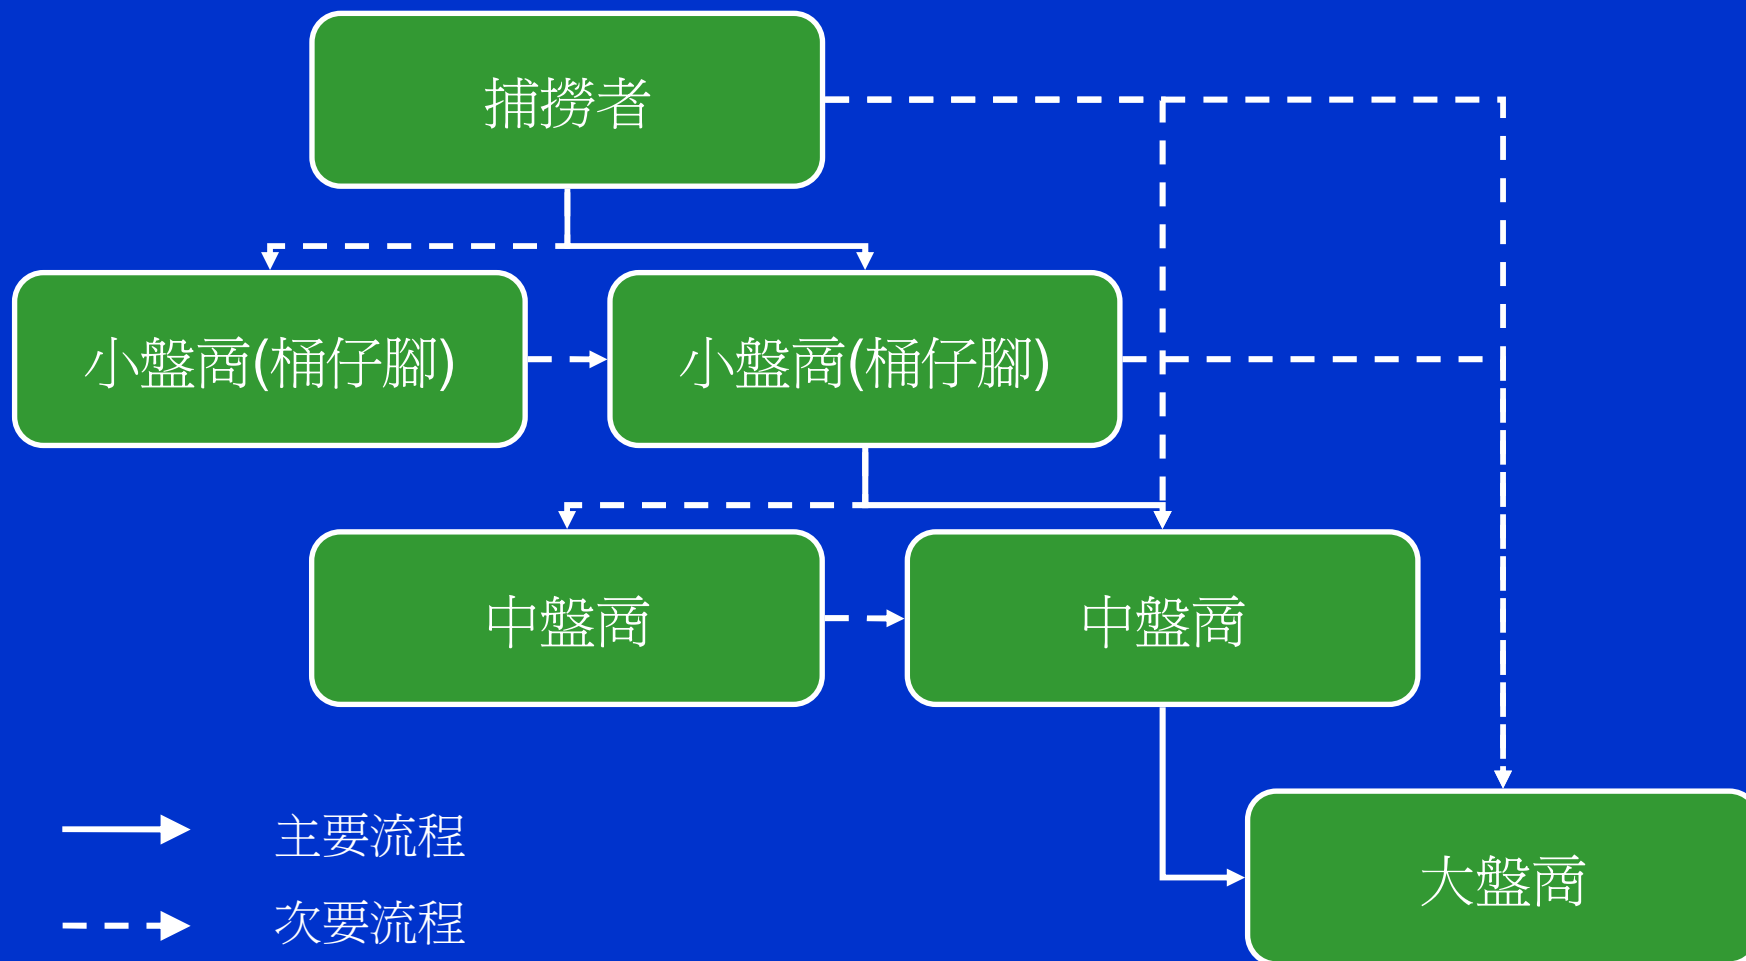 捕撈者
小盤商(桶仔腳)
小盤商(桶仔腳)
中盤商
中盤商
主要流程
大盤商
次要流程